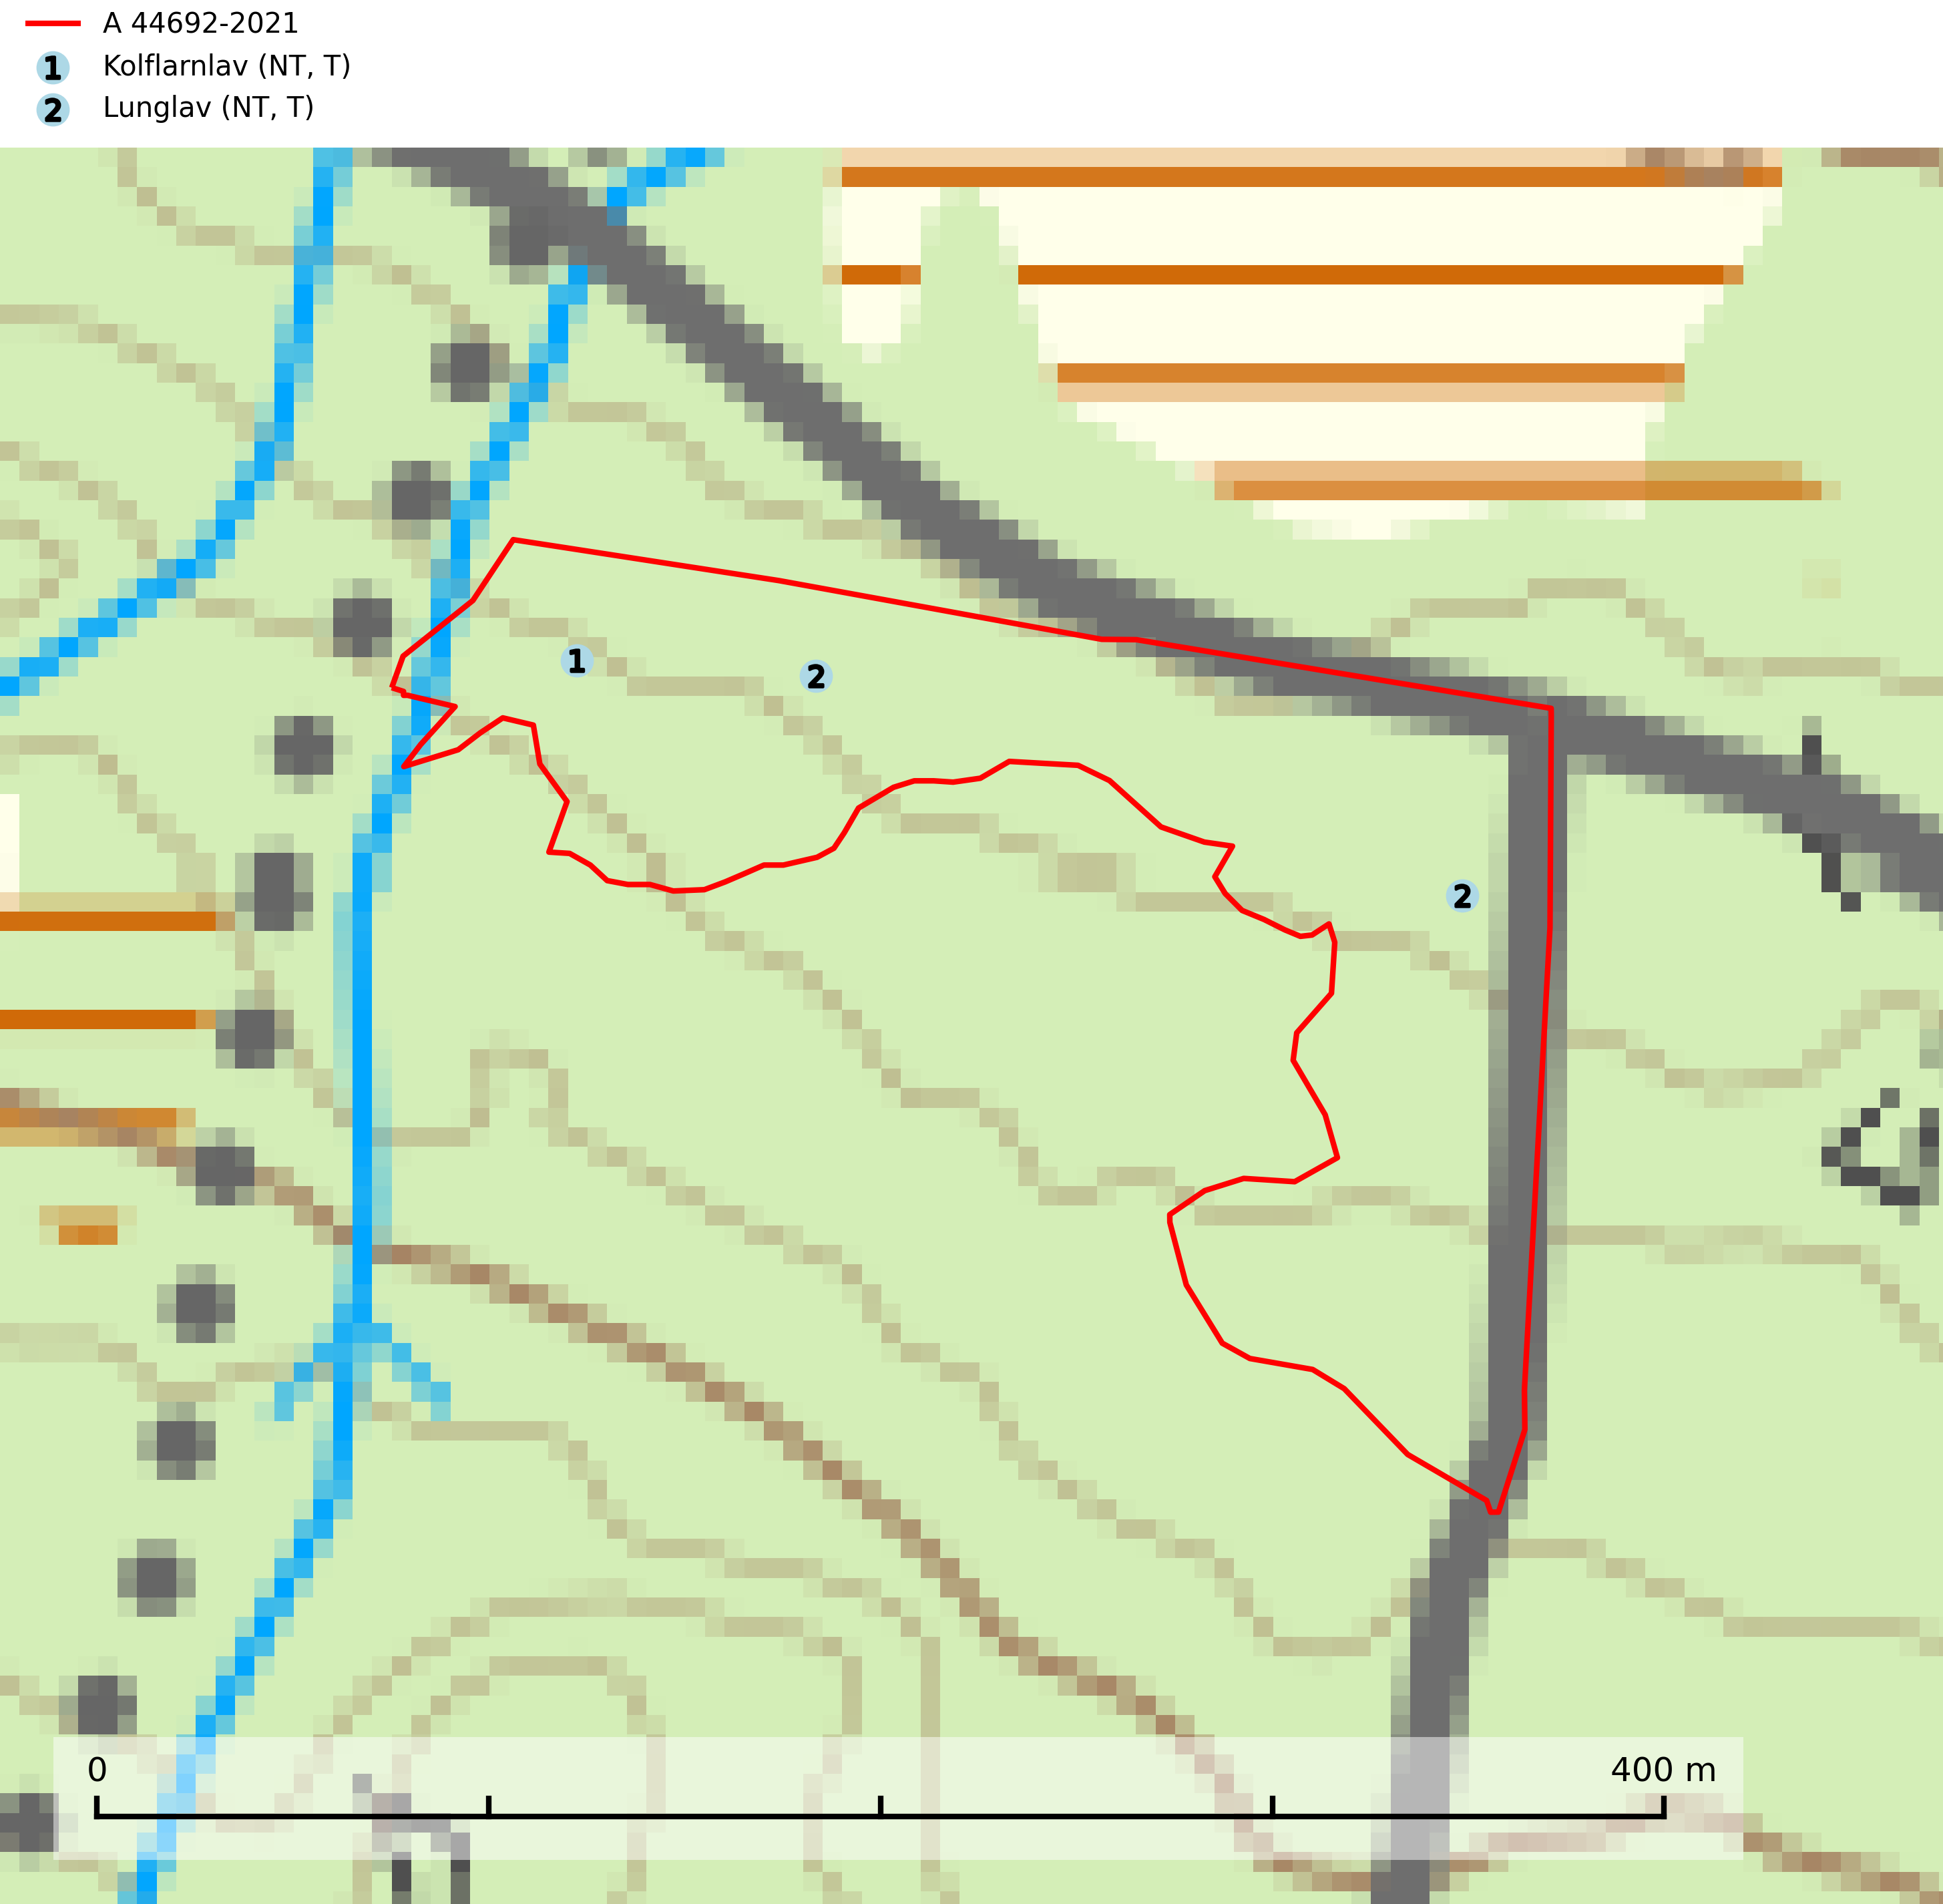 A 44692-2021
1 Kolflarnlav (NT, T)
2 Lunglav (NT, T)
1
2
2
0 400 m